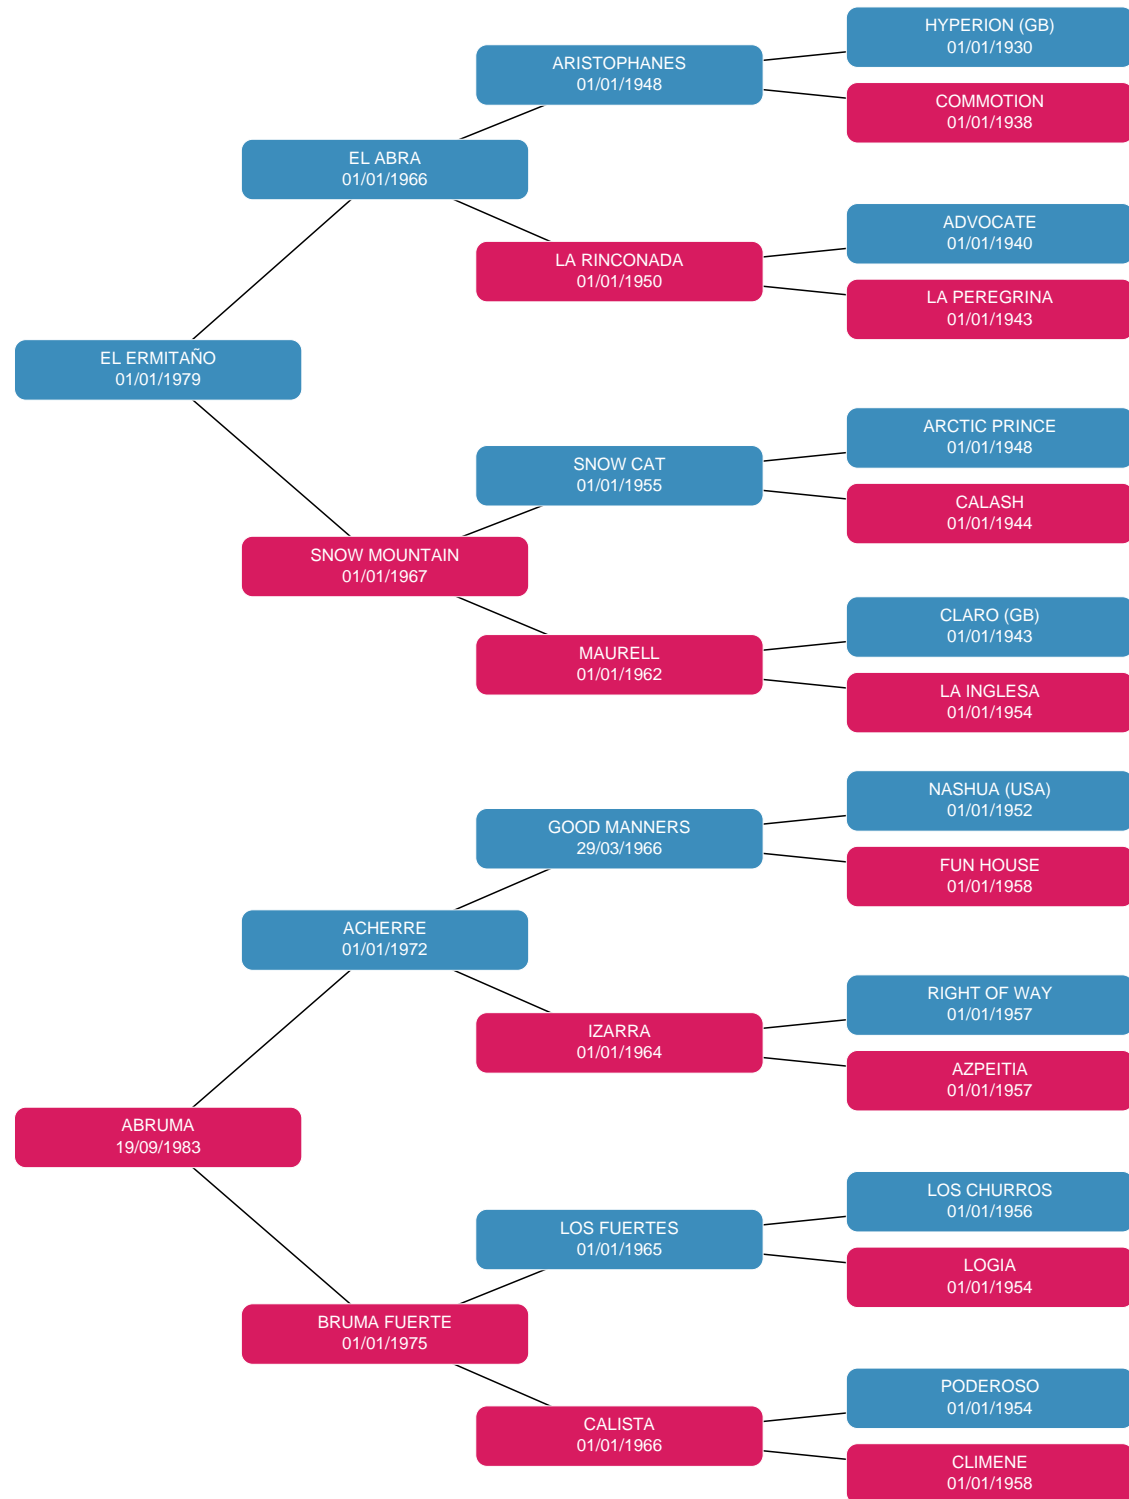 HYPERION (GB)
01/01/1930
ARISTOPHANES
01/01/1948
COMMOTION
01/01/1938
EL ABRA
01/01/1966
ADVOCATE
01/01/1940
LA RINCONADA
01/01/1950
LA PEREGRINA
01/01/1943
EL ERMITAÑO
01/01/1979
ARCTIC PRINCE
01/01/1948
SNOW CAT
01/01/1955
CALASH
01/01/1944
SNOW MOUNTAIN
01/01/1967
CLARO (GB)
01/01/1943
MAURELL
01/01/1962
LA INGLESA
01/01/1954
NASHUA (USA)
01/01/1952
GOOD MANNERS
29/03/1966
FUN HOUSE
01/01/1958
ACHERRE
01/01/1972
RIGHT OF WAY
01/01/1957
IZARRA
01/01/1964
AZPEITIA
01/01/1957
ABRUMA
19/09/1983
LOS CHURROS
01/01/1956
LOS FUERTES
01/01/1965
LOGIA
01/01/1954
BRUMA FUERTE
01/01/1975
PODEROSO
01/01/1954
CALISTA
01/01/1966
CLIMENE
01/01/1958